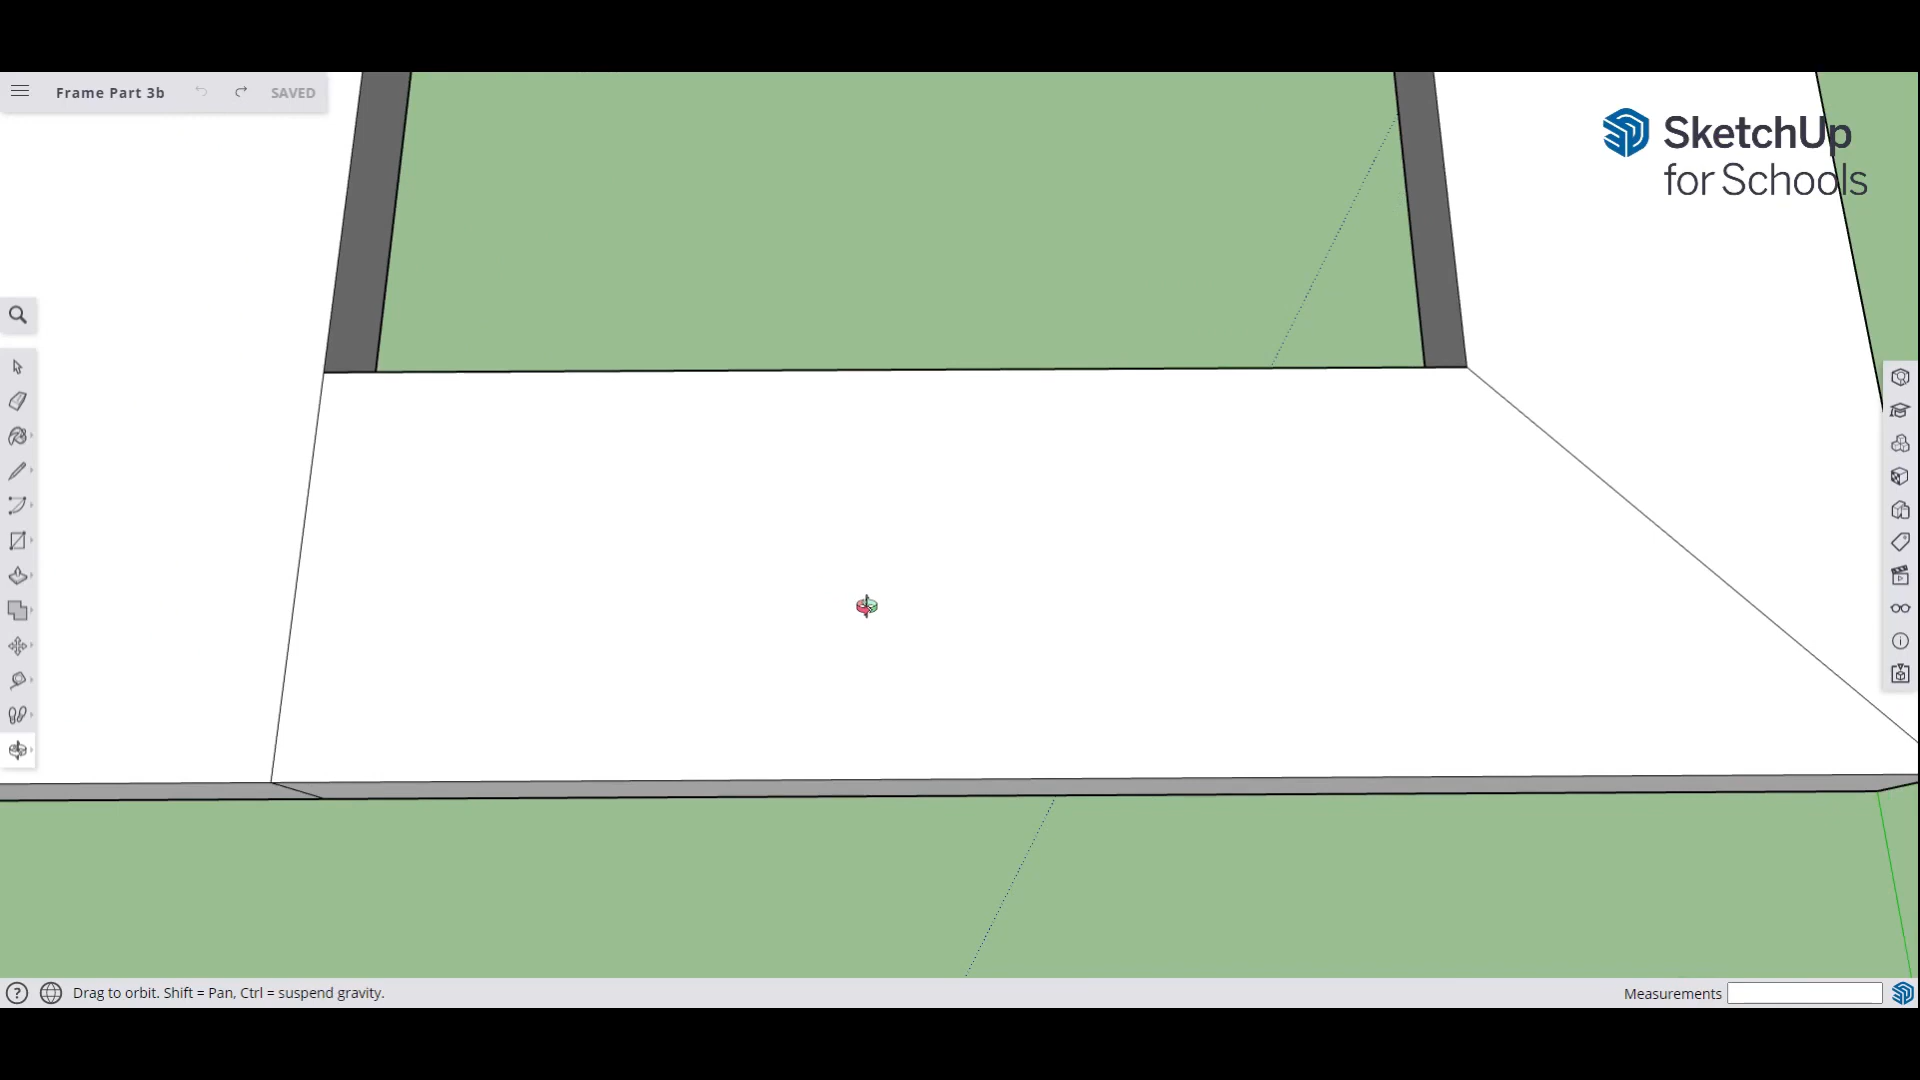 Frame Part 3b SAVED
SketchUp
for Schools
Drag to orbit. Shift = Pan, Ctrl = suspend gravity.
Measurements